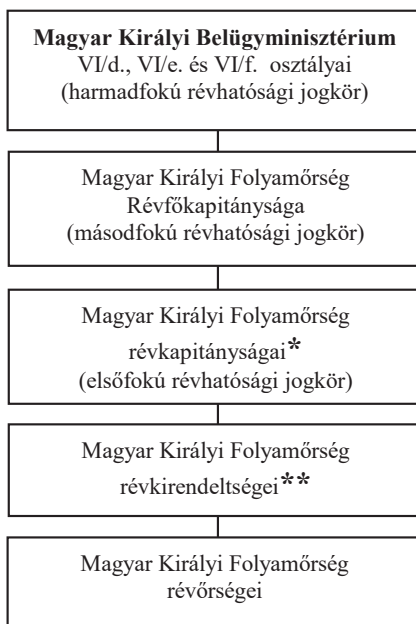 Magyar Királyi Belügyminisztérium
VI/d., VI/e. és VI/f. osztályai
(harmadfokú révhatósági jogkör)
Magyar Királyi Folyamőrség
Révfőkapitánysága
(másodfokú révhatósági jogkör)
Magyar Királyi Folyamőrség
révkapitányságai*
(elsőfokú révhatósági jogkör)
Magyar Királyi Folyamőrség
révkirendeltségei**
Magyar Királyi Folyamőrség
révőrségei